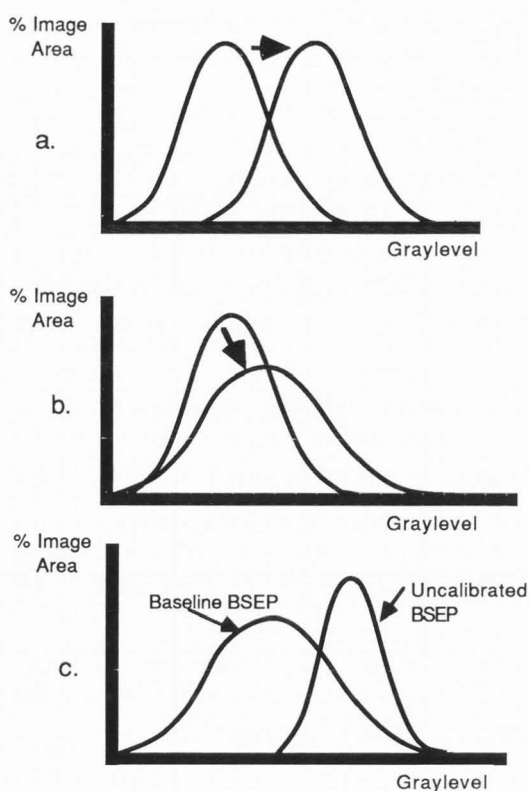 % Image
Area
a.
Graylevel
% Image
Area
b.
Graylevel
% Image
Area
Baseline BSEP
Uncalibrated
BSEP
c.
Graylevel